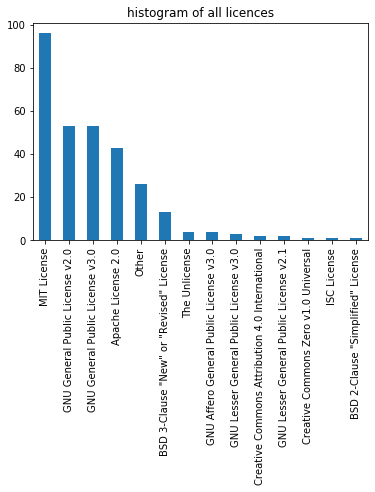 histogram of all licences
100
80
60
40
20
0
MIT License
GNU General Public License v2.0
GNU General Public License v3.0
Apache License 2.0
Other
BSD 3-Clause "New" or "Revised" License
The Unlicense
GNU Affero General Public License v3.0
GNU Lesser General Public License v3.0
Creative Commons Attribution 4.0 International
GNU Lesser General Public License v2.1
Creative Commons Zero v1.0 Universal
ISC License
BSD 2-Clause "Simplified" License